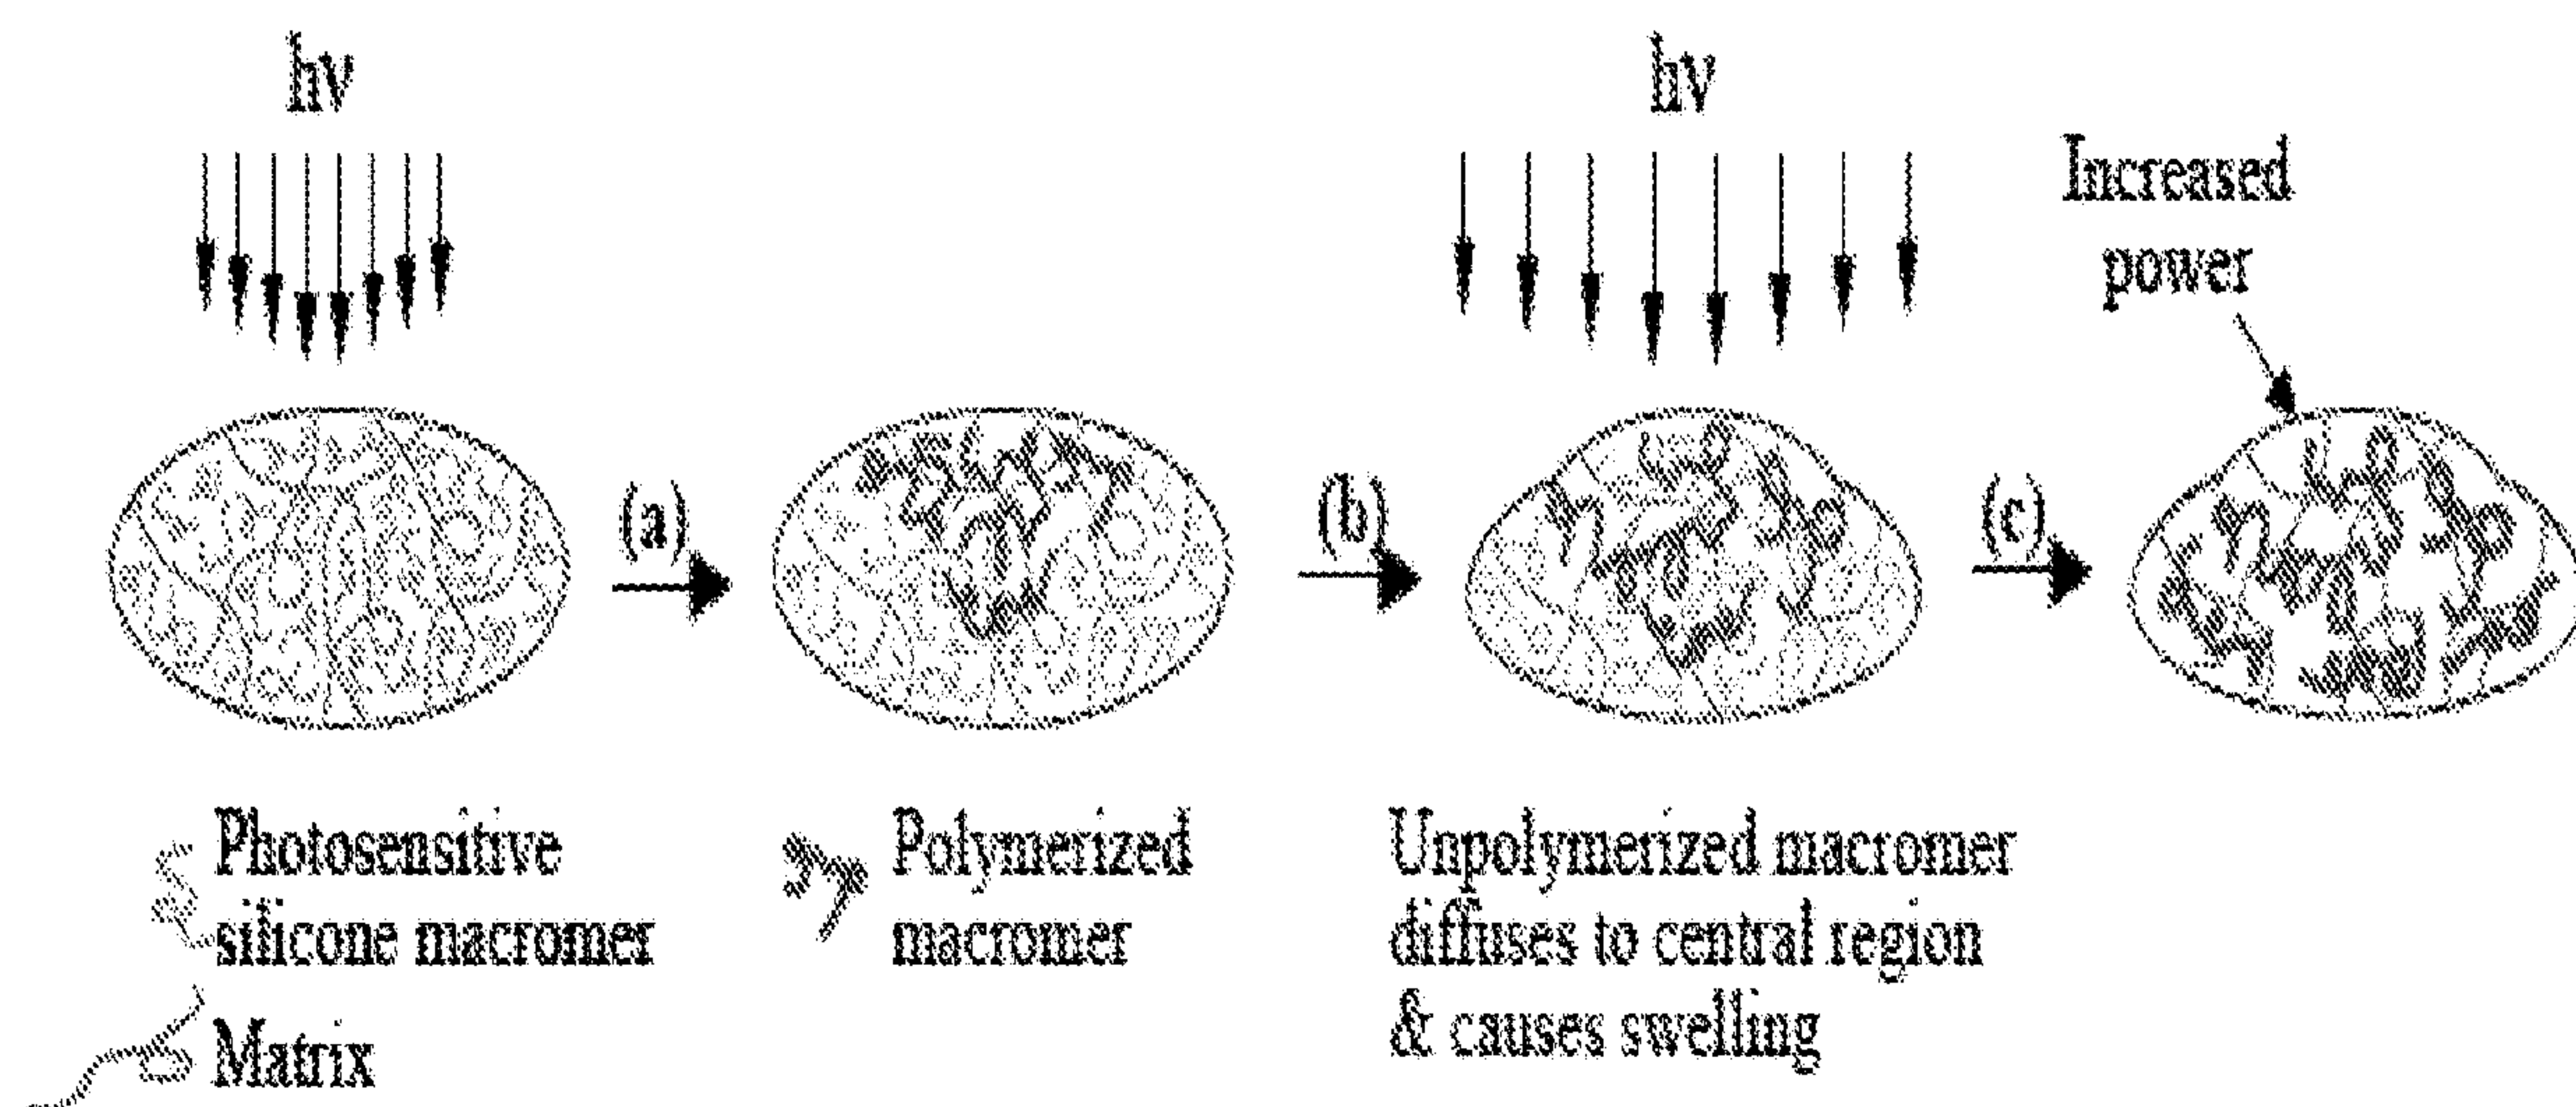 hν
hν
Increased
power
(a)
(b)
(c)
Photosensitive
silicone macromer
Matrix
Polymerized
macromer
Unpolymerized macromer
diffuses to central region
& causes swelling